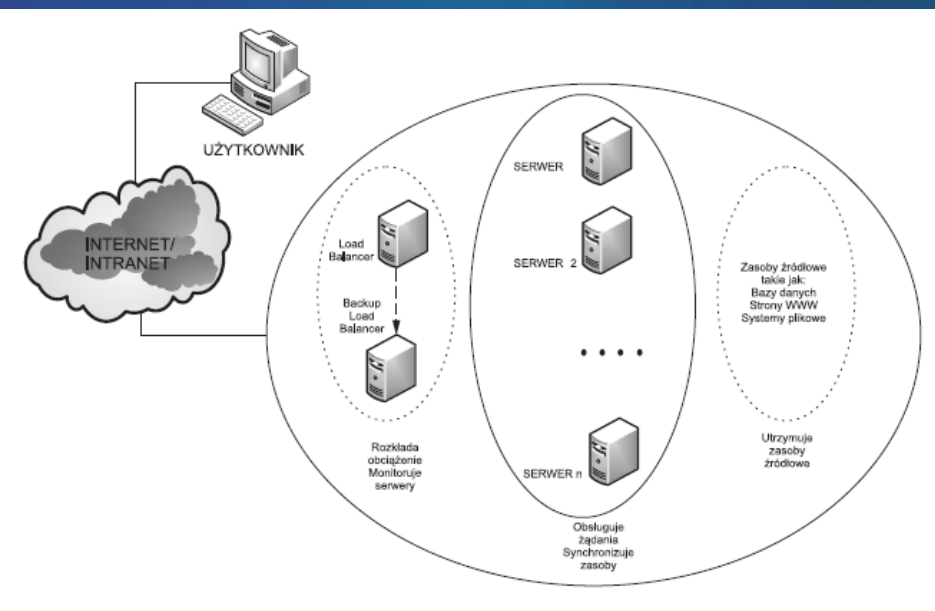 UŻYTKOWNIK
INTERNET/
INTRANET
Load
Balancer
Backup
Load
Balancer
Rozkłada
obciążenie
Monitoruje
serwery
SERWER
SERWER 2
SERWER n
Obsługuje
żądania
Synchronizuje
zasoby
Zasoby źródłowe
takie jak:
Bazy danych
Strony WWW
Systemy plikowe
Utrzymuje
zasoby
źródłowe